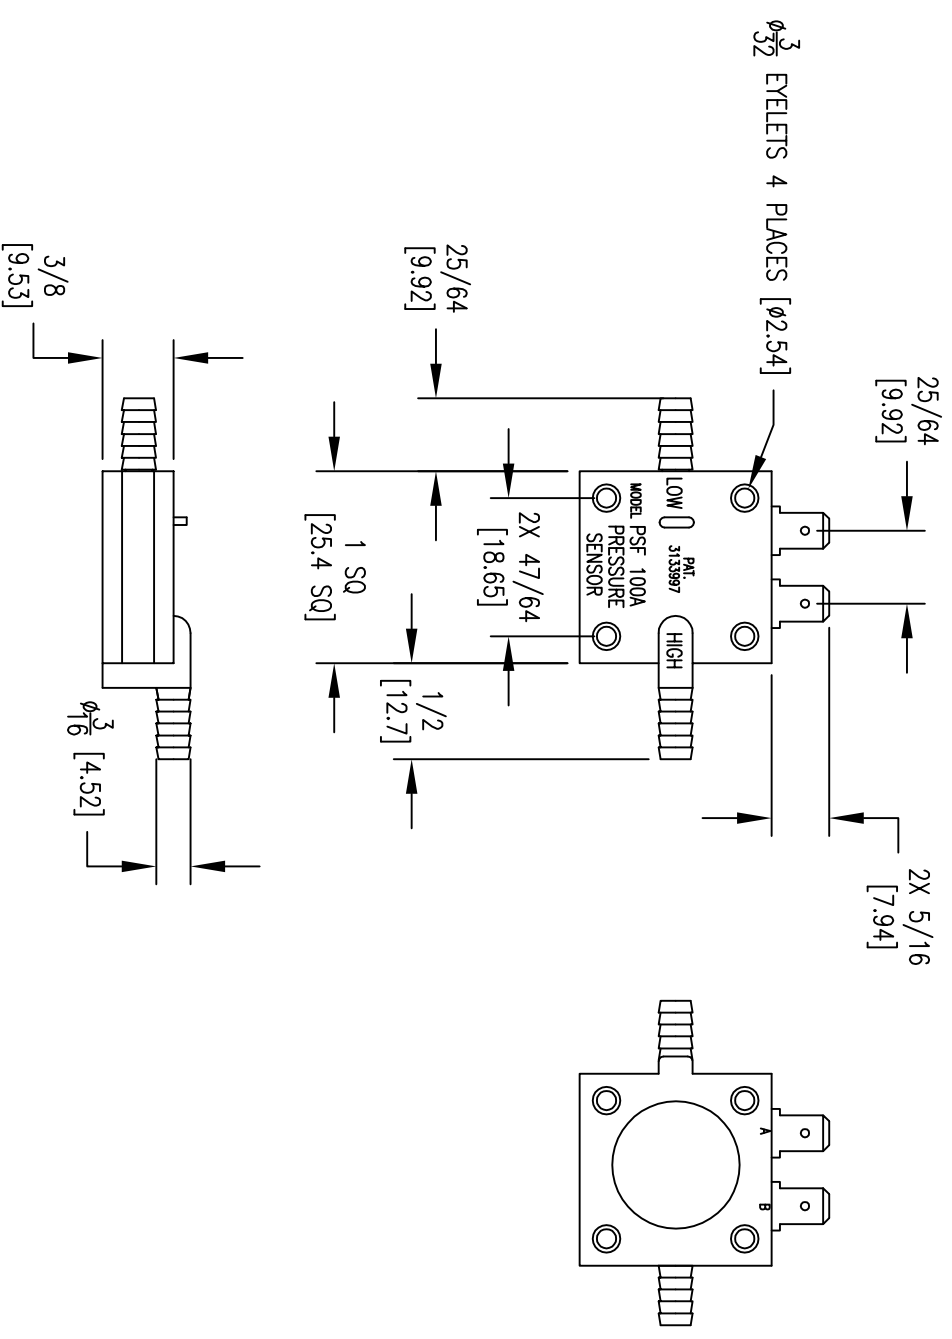 ø3/32 EYELETS 4 PLACES [ø2.54]
25/64
[9.92]
2X 5/16
[7.94]
25/64
[9.92]
LOW
PAT.
3133997
HIGH
MODEL PSF 100A
PRESSURE
SENSOR
2X 47/64
[18.65]
1 SQ
[25.4 SQ]
1/2
[12.7]
A
B
3/8
[9.53]
ø3/16 [4.52]